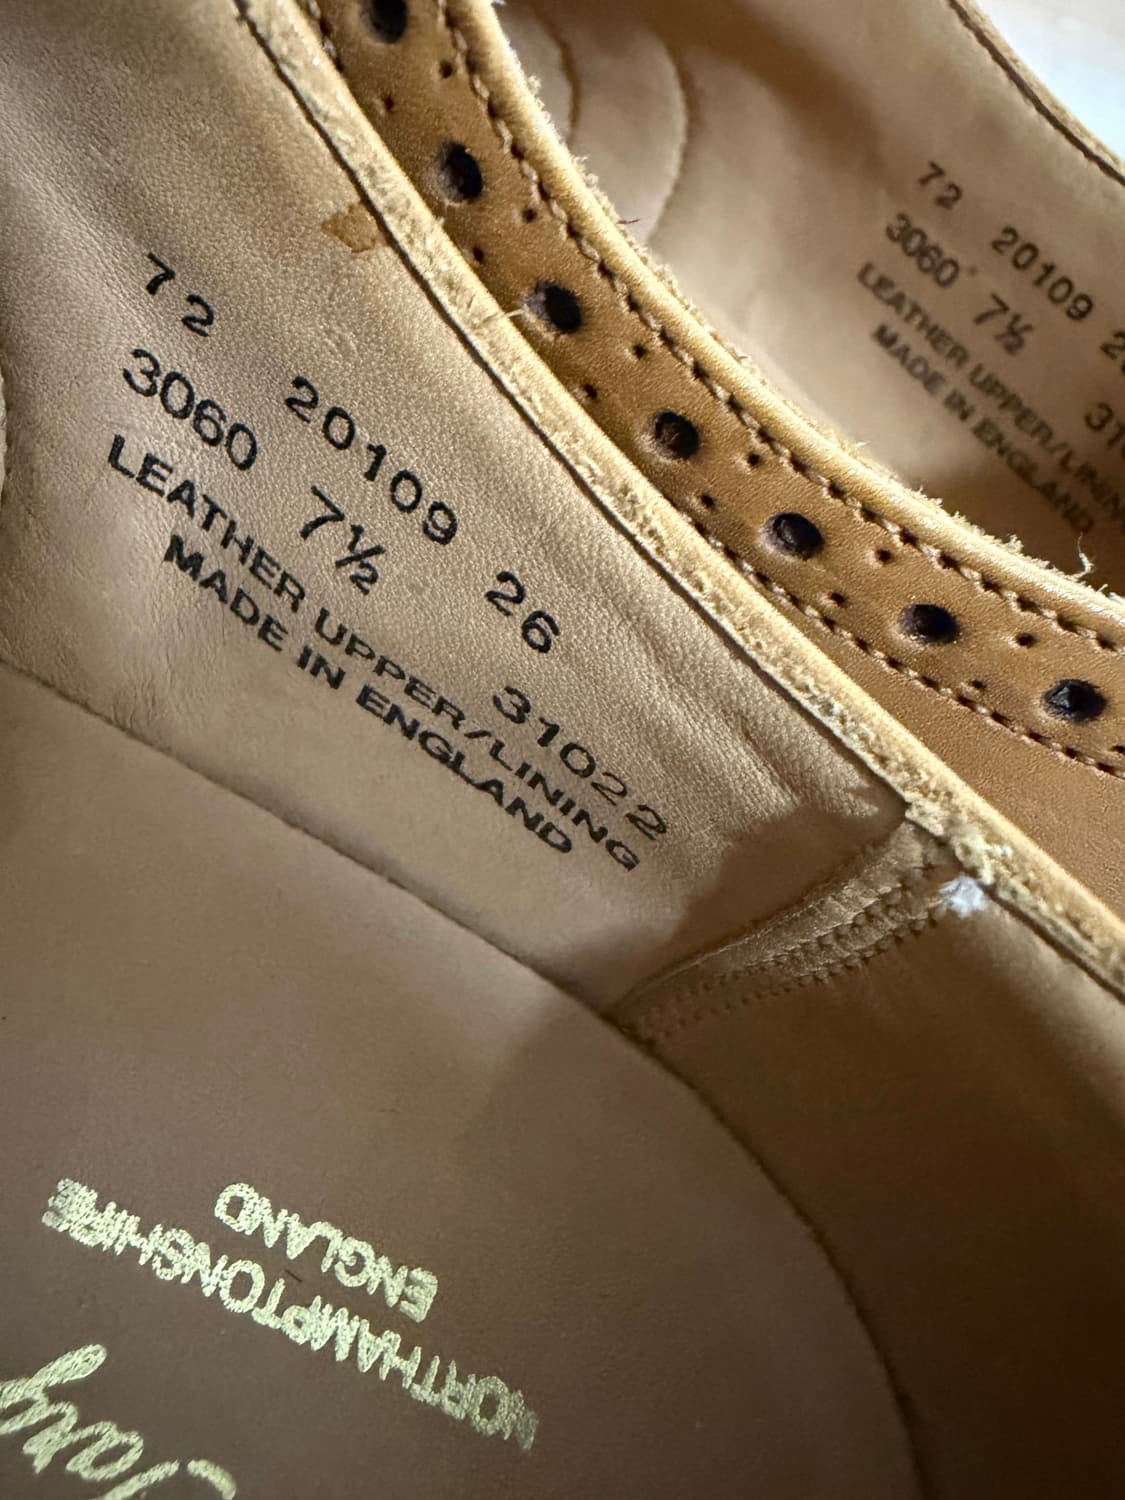 72 20109 26
3060 7½ 31022
LEATHER UPPER/LINING
MADE IN ENGLAND
72 20109
3060 7½
LEATHER UPPER/LININ
MADE IN ENGLAND
NORTHAMPTONSHIRE
ENGLAND